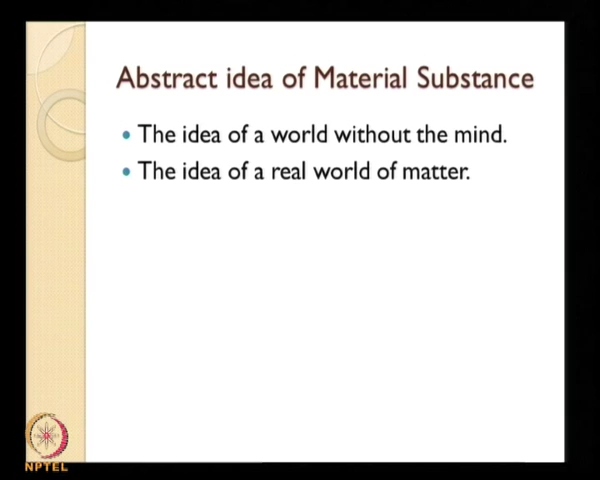 Abstract idea of Material Substance
• The idea of a world without the mind.
• The idea of a real world of matter.
NPTEL